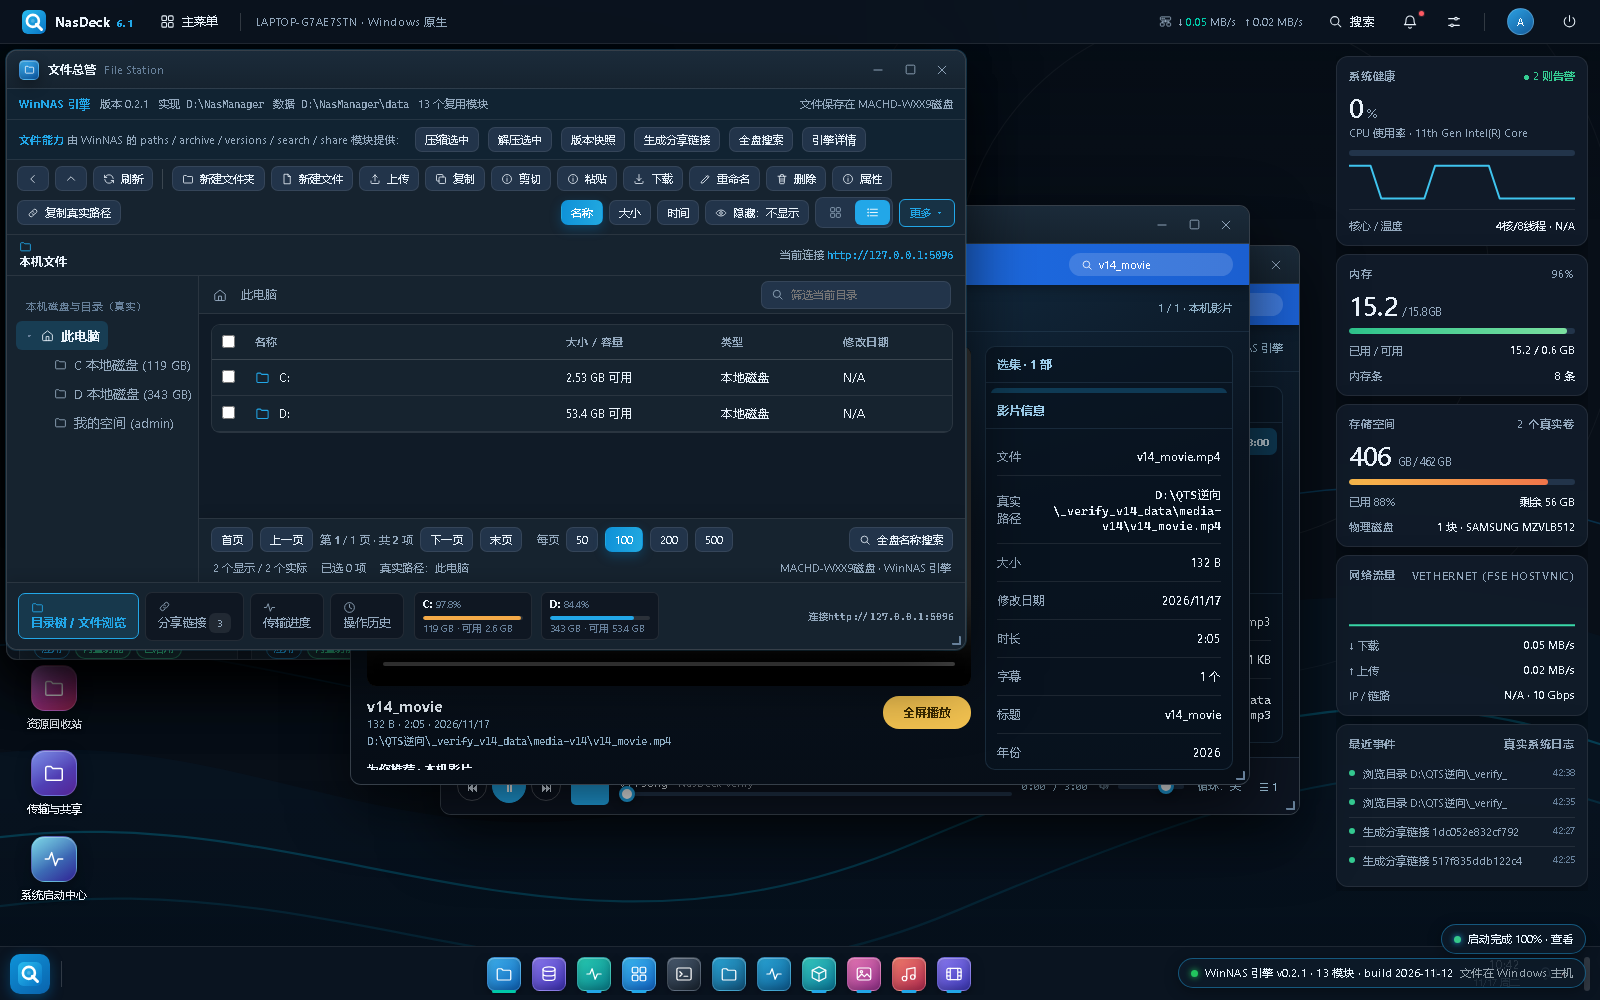 NasDeck 6.1 主菜单 LAPTOP-G7AE7STN · Windows 原生 ↓0.05 MB/s ↑0.02 MB/s 搜索 A
文件总管 File Station
WinNAS 引擎 版本 0.2.1 实现 D:\NasManager 数据 D:\NasManager\data 13 个复用模块 文件保存在 MACHD-WXX9磁盘
文件能力 由 WinNAS 的 paths / archive / versions / search / share 模块提供: 压缩选中 解压选中 版本快照 生成分享链接 全盘搜索 引擎详情
刷新 新建文件夹 新建文件 上传 复制 剪切 粘贴 下载 重命名 删除 属性
复制真实路径 名称 大小 时间 隐藏: 不显示 更多
本机文件 当前连接 http://127.0.0.1:5096
本机磁盘与目录（真实）
此电脑
C 本地磁盘 (119 GB)
D 本地磁盘 (343 GB)
我的空间 (admin)
此电脑 筛选当前目录
名称 大小 / 容量 类型 修改日期
C: 2.53 GB 可用 本地磁盘 N/A
D: 53.4 GB 可用 本地磁盘 N/A
首页 上一页 第 1 / 1 页 · 共 2 项 下一页 末页 每页 50 100 200 500 全盘名称搜索
2 个显示 / 2 个实际 已选 0 项 真实路径: 此电脑 MACHD-WXX9磁盘 · WinNAS 引擎
目录树 / 文件浏览 分享链接 3 传输进度 操作历史
C: 97.8%
119 GB · 可用 2.6 GB
D: 84.4%
343 GB · 可用 53.4 GB
连接http://127.0.0.1:5096
v14_movie
1 / 1 · 本机影片
选集 · 1 部
影片信息
文件 v14_movie.mp4
真实路径 D:\QTS逆向\_verify_v14_data\media-v14\v14_movie.mp4
大小 132 B
修改日期 2026/11/17
时长 2:05
字幕 1 个
标题 v14_movie
年份 2026
v14_movie
132 B · 2:05 · 2026/11/17
D:\QTS逆向\_verify_v14_data\media-v14\v14_movie.mp4
全屏播放
为你推荐 · 本机影片
S 引擎
3:00
mp3
1 KB
ata
mp3
0:00 / 3:00 循环: 关 1
资源回收站
传输与共享
系统启动中心
系统健康 2 则告警
0 %
CPU 使用率 · 11th Gen Intel(R) Core
核心 / 温度 4核/8线程 · N/A
内存 96%
15.2 / 15.8GB
已用 / 可用 15.2 / 0.6 GB
内存条 8 条
存储空间 2 个真实卷
406 GB / 462GB
已用 88% 剩余 56 GB
物理磁盘 1 块 · SAMSUNG MZVLB512
网络流量 VETHERNET (FSE HOSTVNIC)
↓ 下载 0.05 MB/s
↑ 上传 0.02 MB/s
IP / 链路 N/A · 10 Gbps
最近事件 真实系统日志
浏览目录 D:\QTS逆向\_verify_ 42:38
浏览目录 D:\QTS逆向\_verify_ 42:35
生成分享链接 1dc052e832cf792 42:27
生成分享链接 517f835ddb122c4 42:25
启动完成 100% · 查看
WinNAS 引擎 v0.2.1 · 13 模块 · build 2026-11-12 文件在 Windows 主机